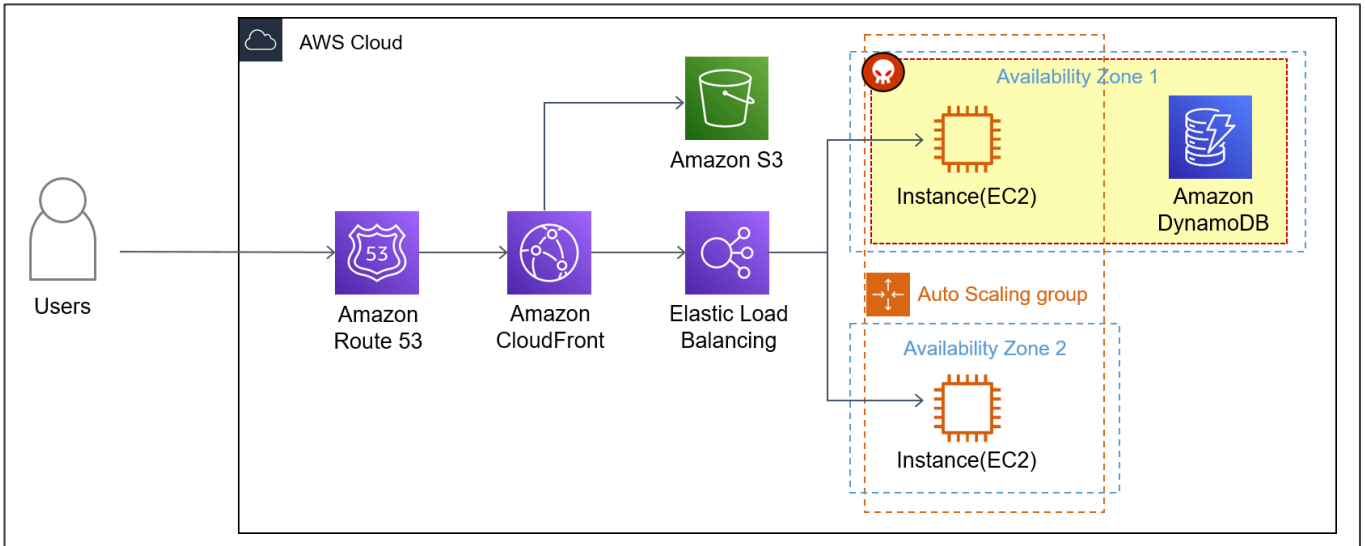 AWS Cloud
Availability Zone 1
Amazon S3
Instance(EC2)
Amazon
DynamoDB
53
Users
Amazon
Route 53
Amazon
CloudFront
Elastic Load
Balancing
Auto Scaling group
Availability Zone 2
Instance(EC2)